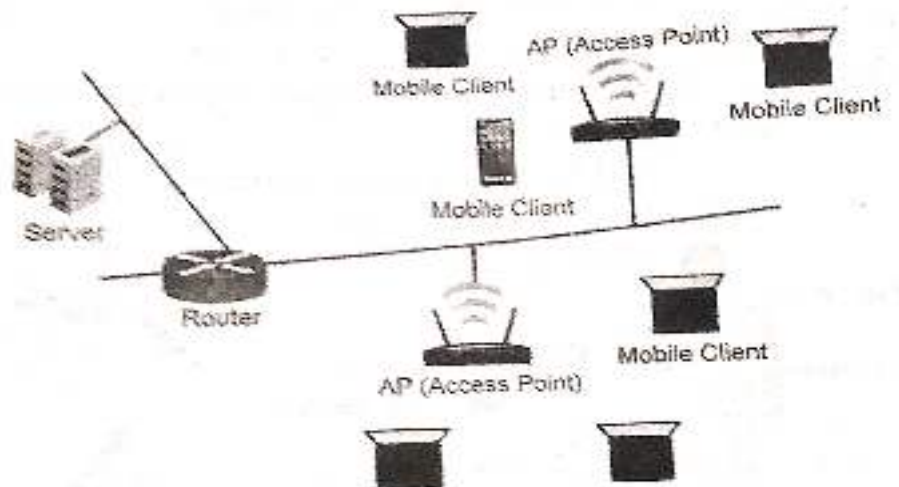 AP (Access Point)
Mobile Client
Mobile Client
Mobile Client
Server
Router
Mobile Client
AP (Access Point)